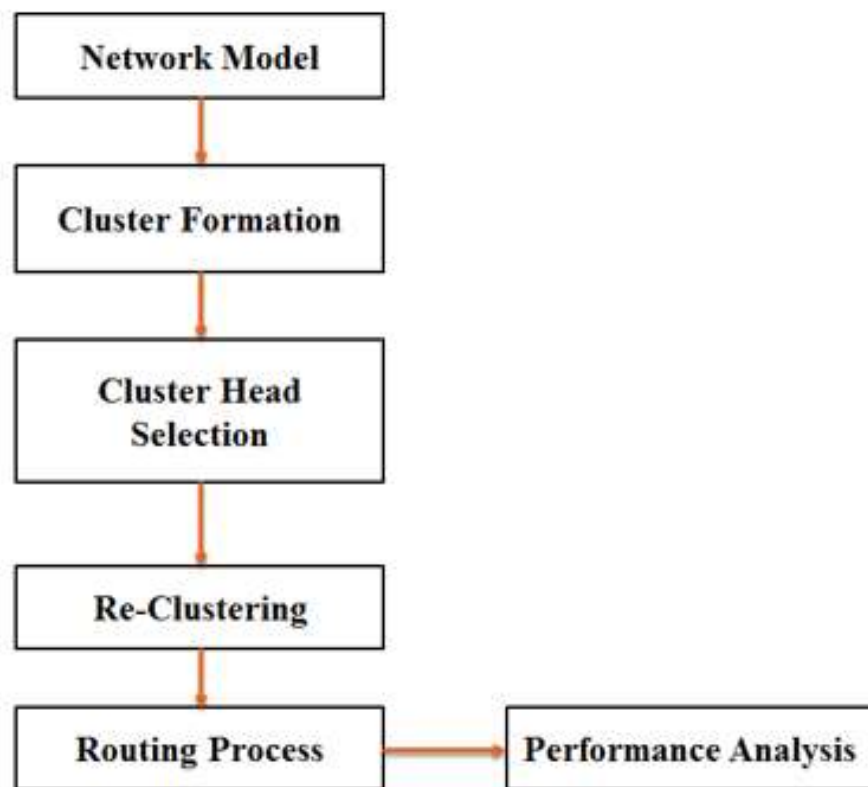 Network Model
Cluster Formation
Cluster Head
Selection
Re-Clustering
Routing Process
Performance Analysis